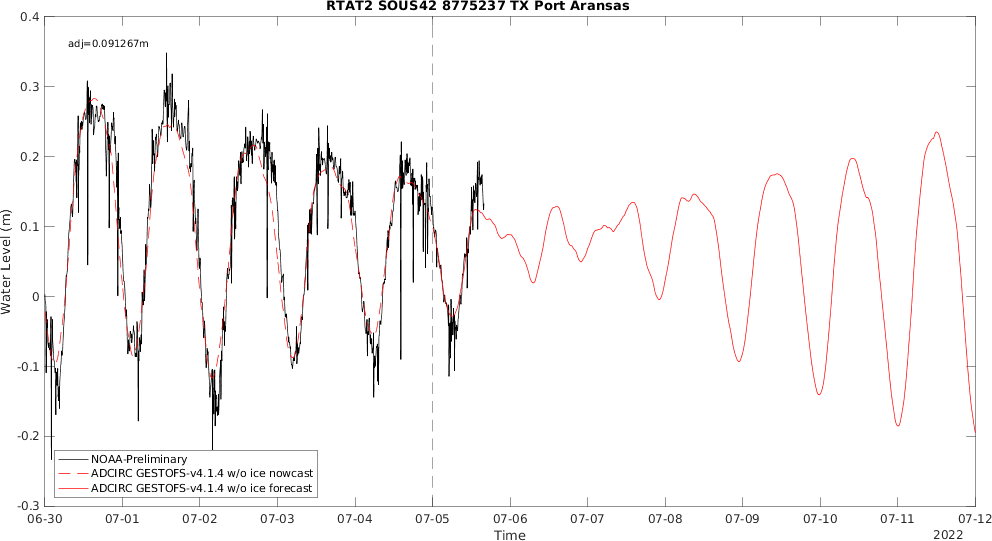 RTAT2 SOUS42 8775237 TX Port Aransas
adj=0.091267m
0.4
0.3
0.2
0.1
0
-0.1
-0.2
-0.3
Water Level (m)
NOAA-Preliminary
ADCIRC GESTOFS-v4.1.4 w/o ice nowcast
ADCIRC GESTOFS-v4.1.4 w/o ice forecast
06-30 07-01 07-02 07-03 07-04 07-05 07-06 07-07 07-08 07-09 07-10 07-11 07-12
Time
2022